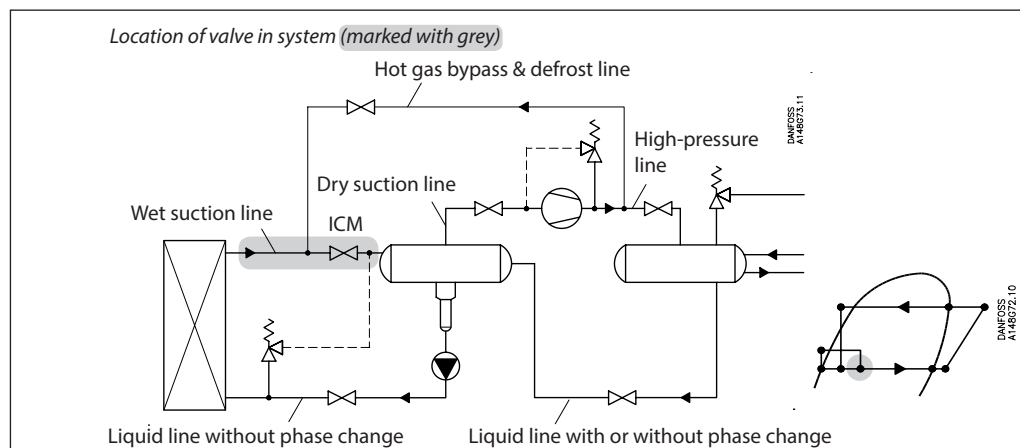 Location of valve in system (marked with grey)
Hot gas bypass & defrost line
DANFOSS
A148G73.11
High-pressure
line
Dry suction line
Wet suction line
ICM
DANFOSS
A148G72.10
Liquid line without phase change
Liquid line with or without phase change